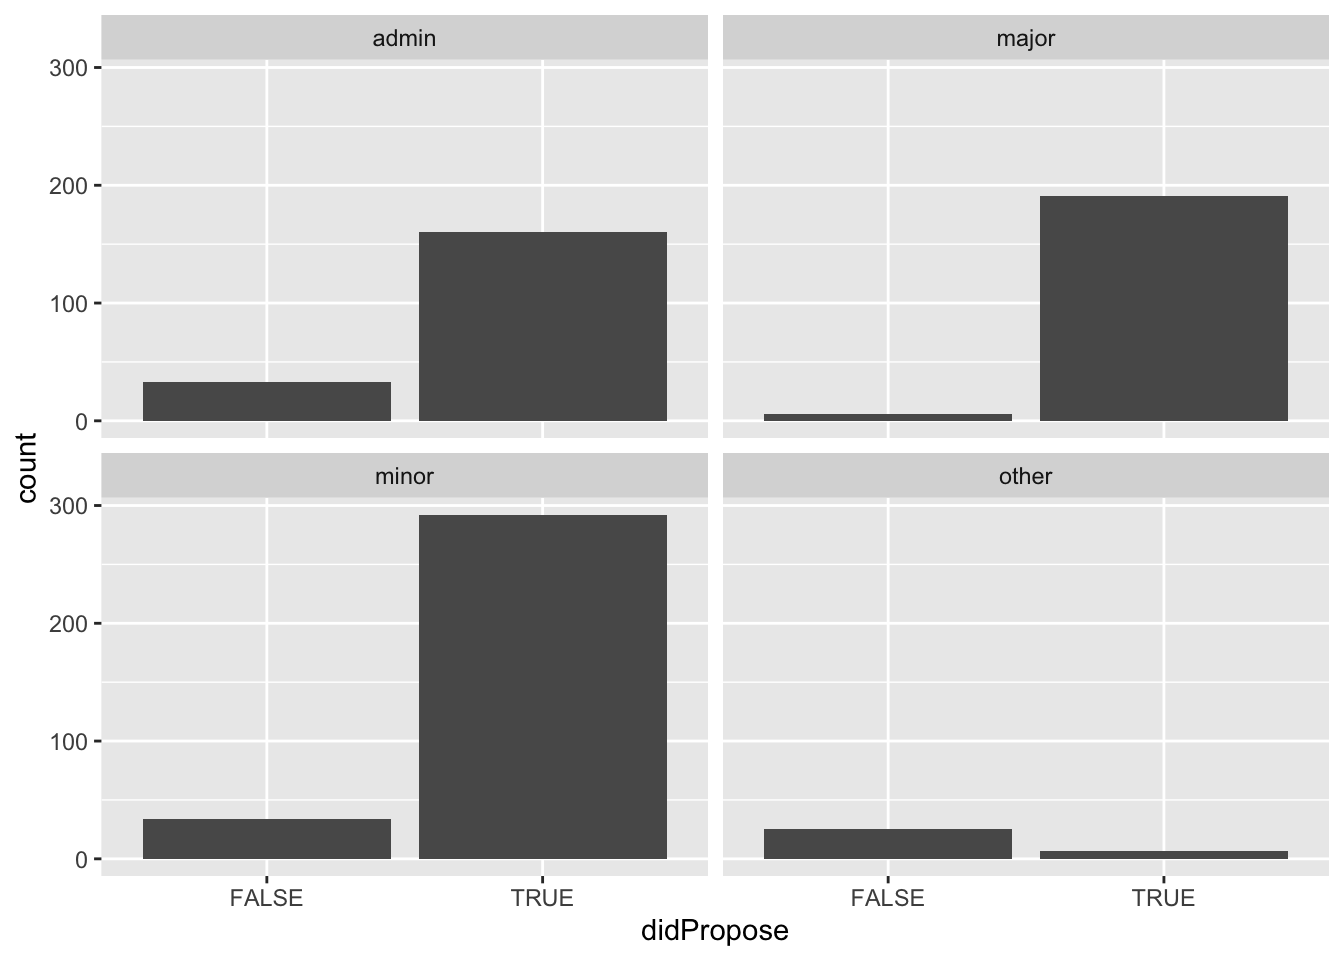 admin
major
300
200
100
0
count
minor
other
300
200
100
0
FALSE
TRUE
FALSE
TRUE
didPropose